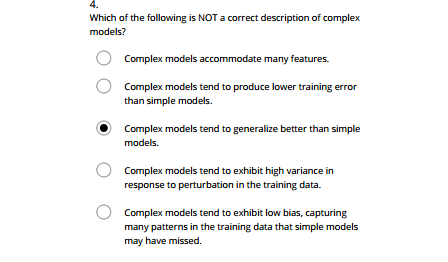 4.
Which of the following is NOT a correct description of complex
models?
Complex models accommodate many features.
Complex models tend to produce lower training error
than simple models.
Complex models tend to generalize better than simple
models.
Complex models tend to exhibit high variance in
response to perturbation in the training data.
Complex models tend to exhibit low bias, capturing
many patterns in the training data that simple models
may have missed.